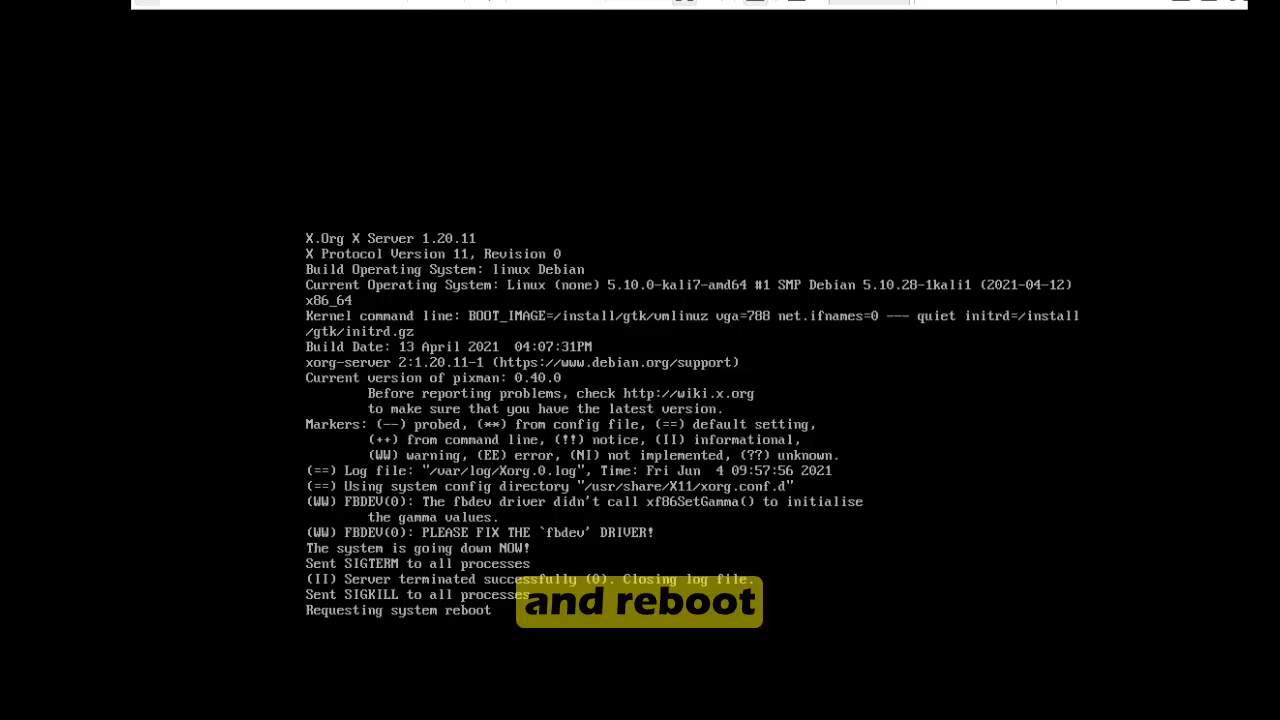 X.Org X Server 1.20.11
X Protocol Version 11, Revision 0
Build Operating System: linux Debian
Current Operating System: Linux (none) 5.10.0-kali7-amd64 #1 SMP Debian 5.10.28-1kali1 (2021-04-12)
x86_64
Kernel command line: BOOT_IMAGE=/install/gtk/vmlinuz vga=788 net.ifnames=0 --- quiet initrd=/install
/gtk/initrd.gz
Build Date: 13 April 2021  04:07:31PM
xorg-server 2:1.20.11-1 (https://www.debian.org/support)
Current version of pixman: 0.40.0
Before reporting problems, check http://wiki.x.org
to make sure that you have the latest version.
Markers: (--) probed, (**) from config file, (==) default setting,
(++) from command line, (!!) notice, (II) informational,
(WW) warning, (EE) error, (NI) not implemented, (??) unknown.
(==) Log file: "/var/log/Xorg.0.log", Time: Fri Jun  4 09:57:56 2021
(==) Using system config directory "/usr/share/X11/xorg.conf.d"
(WW) FBDEV(0): The fbdev driver didn't call xf86SetGamma() to initialise
the gamma values.
(WW) FBDEV(0): PLEASE FIX THE `fbdev' DRIVER!
The system is going down NOW!
Sent SIGTERM to all processes
(II) Server terminated successfully (0). Closing log file.
Sent SIGKILL to all processes
Requesting system reboot
and reboot